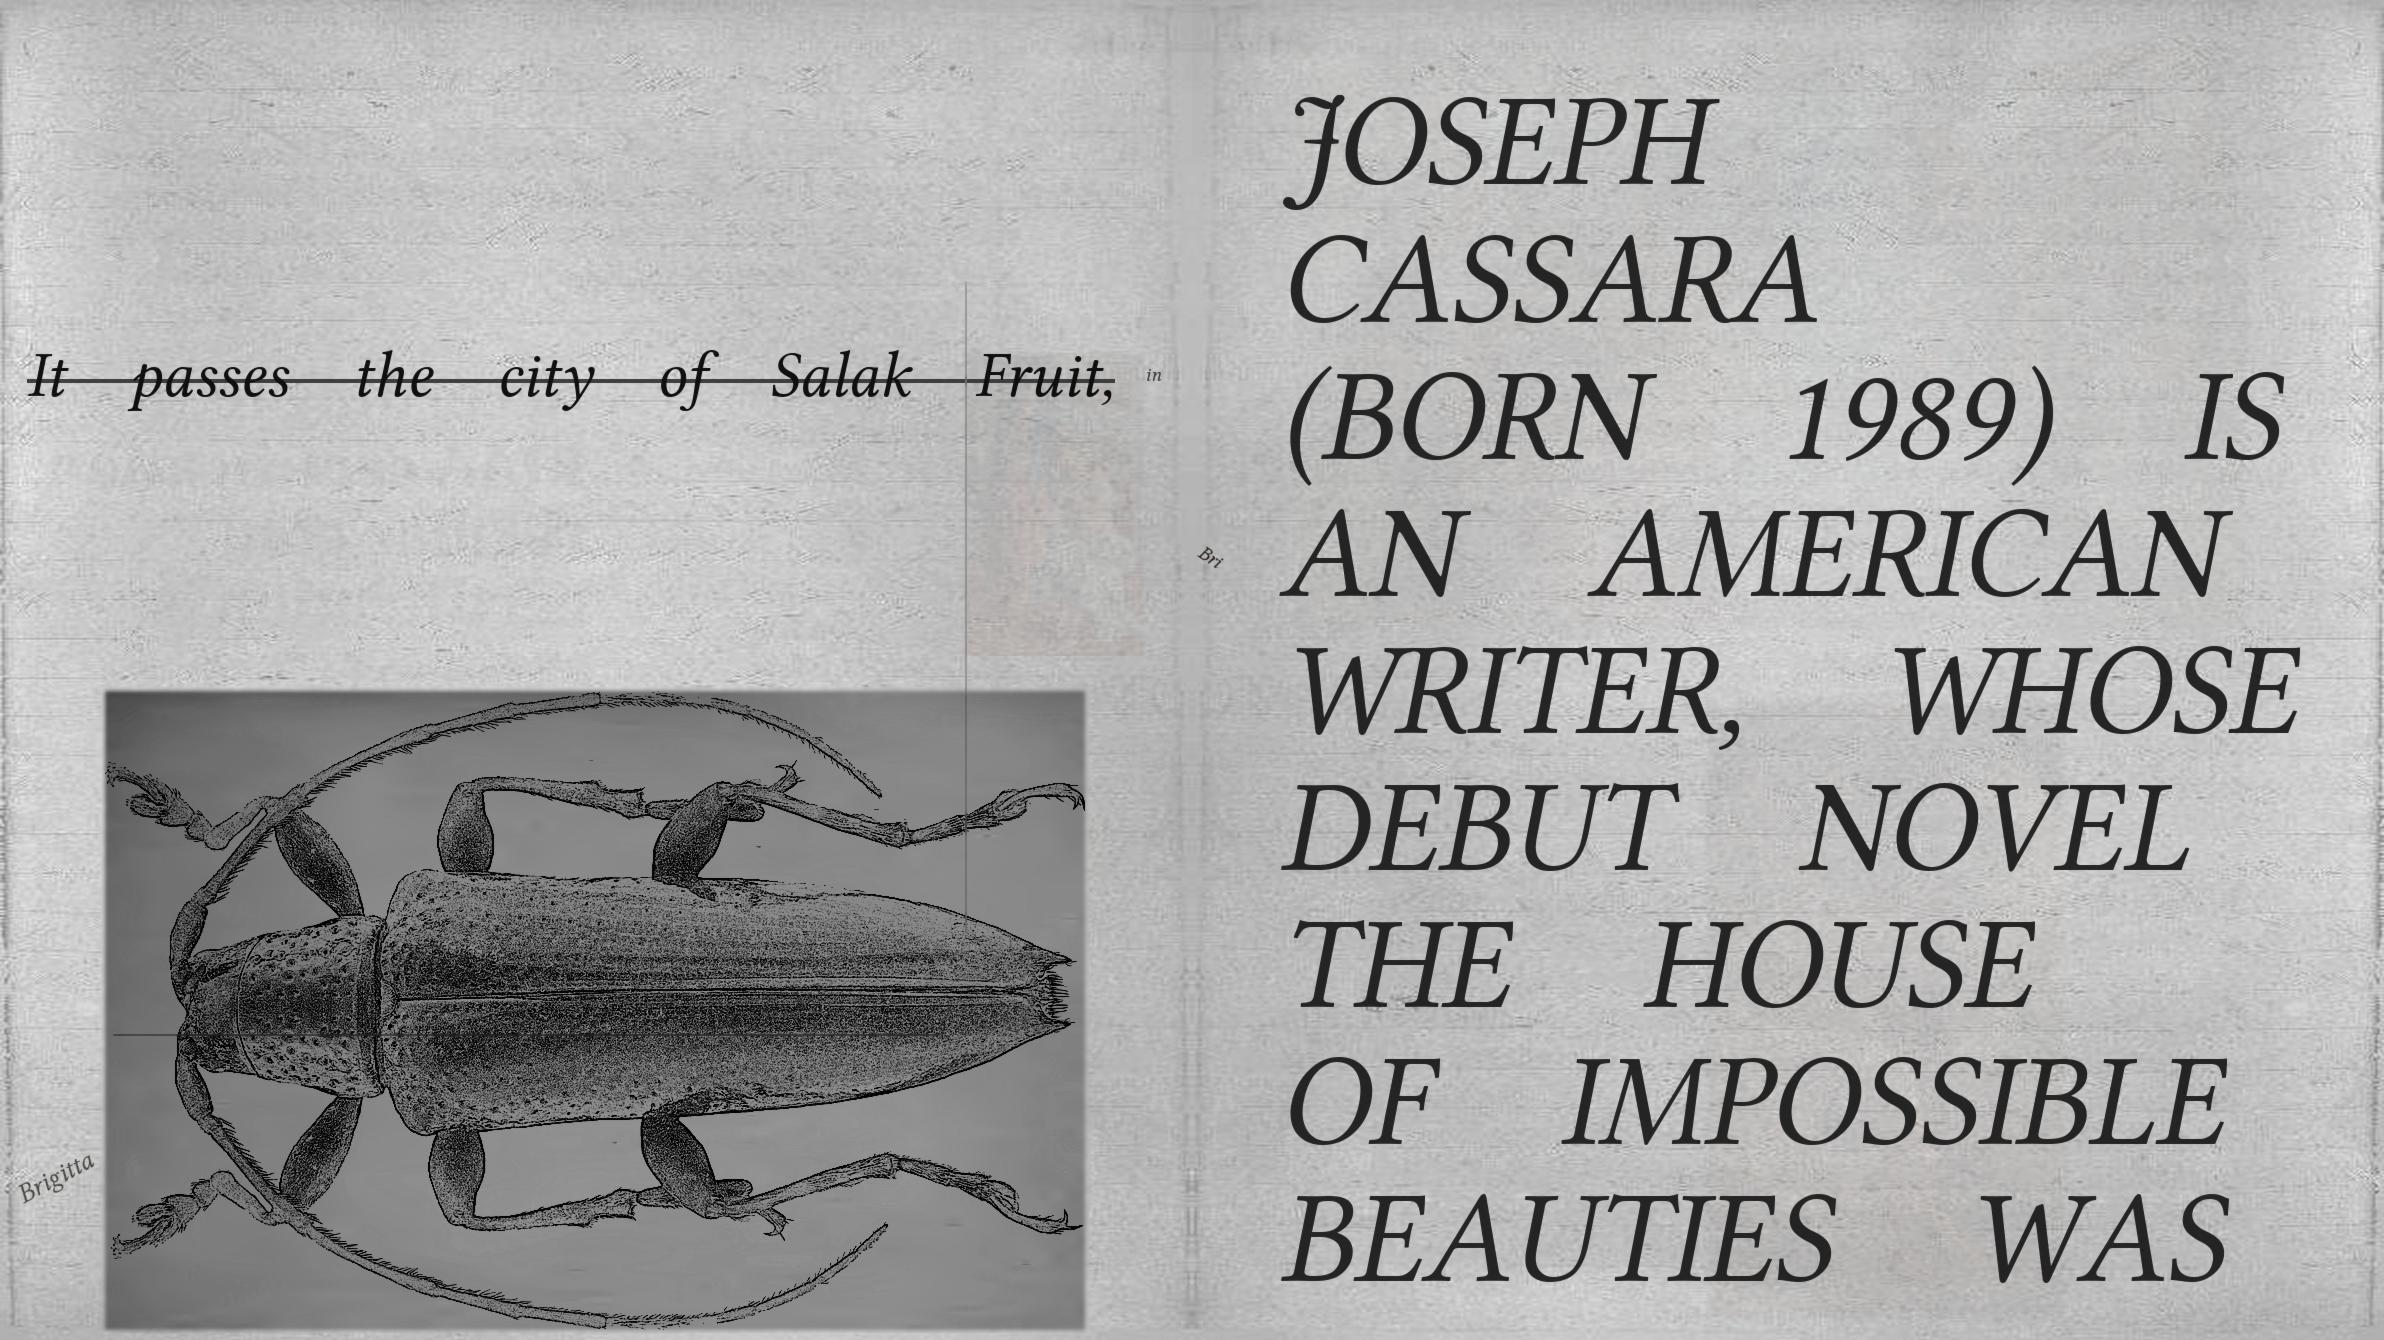 It passes the city of Salak Fruit, in
Brigitta
Bri
JOSEPH
CASSARA
(BORN 1989) IS
AN AMERICAN
WRITER, WHOSE
DEBUT NOVEL
THE HOUSE
OF IMPOSSIBLE
BEAUTIES WAS